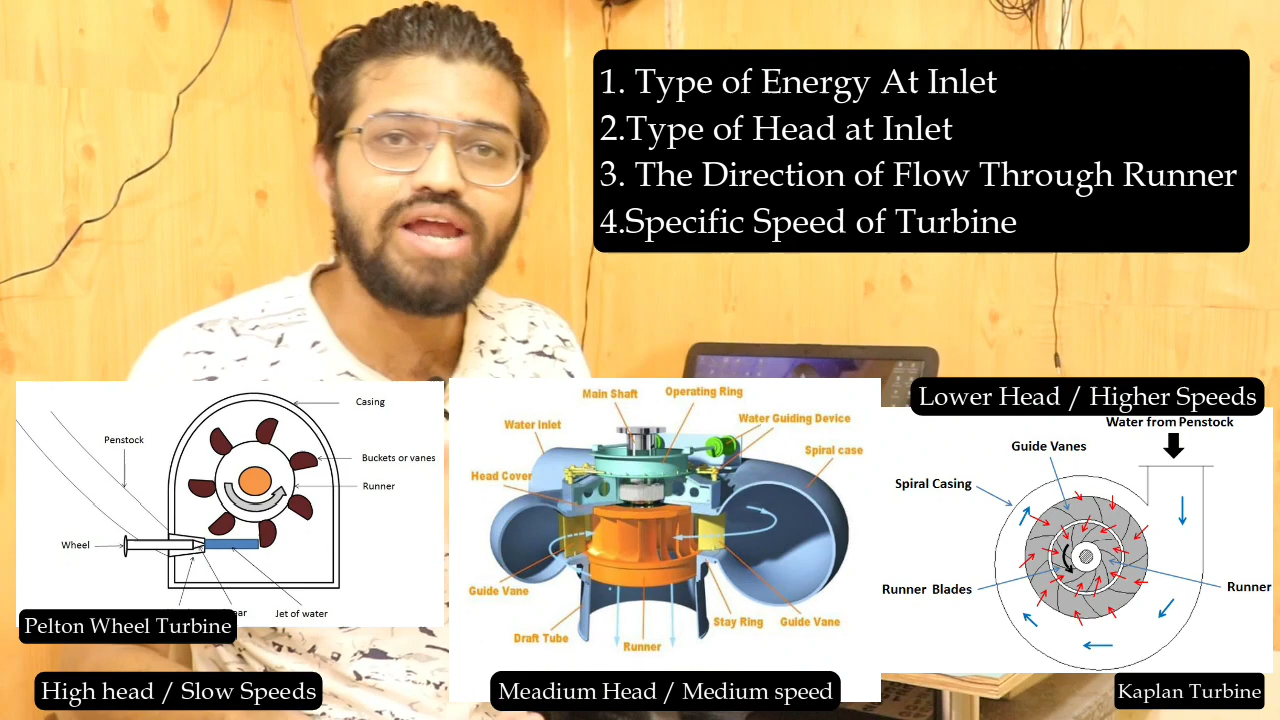 1. Type of Energy At Inlet
2.Type of Head at Inlet
3. The Direction of Flow Through Runner
4.Specific Speed of Turbine
Casing
Penstock
Buckets or vanes
Runner
Wheel
Jet of water
Pelton Wheel Turbine
High head / Slow Speeds
Main Shaft
Operating Ring
Water Guiding Device
Water Inlet
Spiral case
Head Cover
Guide Vane
Draft Tube
Runner
Stay Ring
Guide Vane
Meadium Head / Medium speed
Lower Head / Higher Speeds
Water from Penstock
Guide Vanes
Spiral Casing
Runner Blades
Runner
Kaplan Turbine